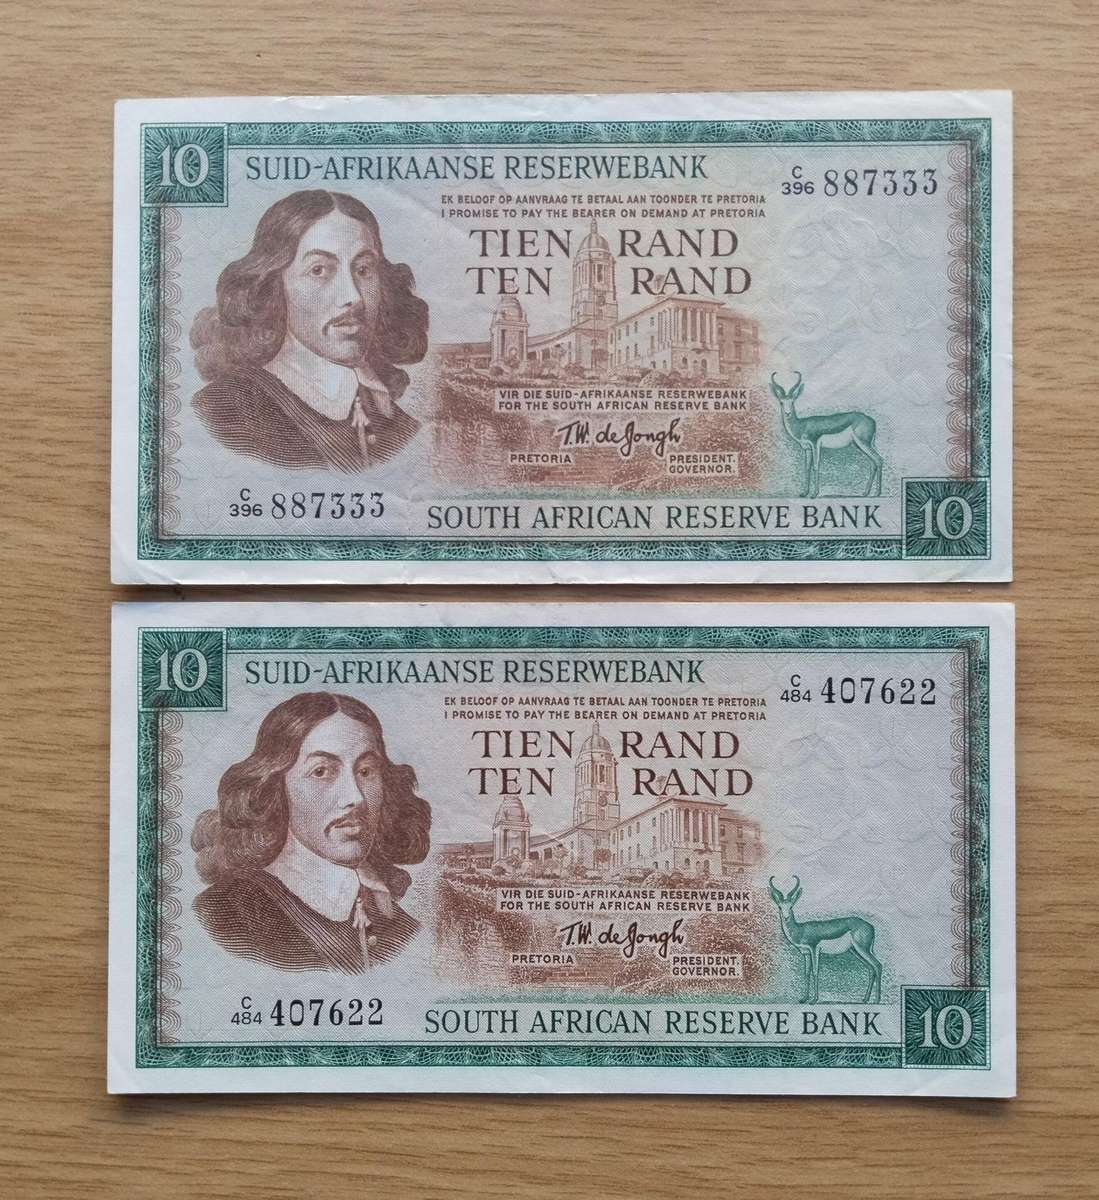 10
SUID-AFRIKAANSE RESERWEBANK
C/396 887333
EK BELOOF OP AANVRAAG TE BETAAL AAN TOONDER TE PRETORIA
I PROMISE TO PAY THE BEARER ON DEMAND AT PRETORIA
TIEN RAND
TEN RAND
VIR DIE SUID-AFRIKAANSE RESERWEBANK
FOR THE SOUTH AFRICAN RESERVE BANK
T.W. de Jongh
PRETORIA PRESIDENT.
GOVERNOR.
C/396 887333
SOUTH AFRICAN RESERVE BANK
10
10
SUID-AFRIKAANSE RESERWEBANK
C/484 407622
EK BELOOF OP AANVRAAG TE BETAAL AAN TOONDER TE PRETORIA
I PROMISE TO PAY THE BEARER ON DEMAND AT PRETORIA
TIEN RAND
TEN RAND
VIR DIE SUID-AFRIKAANSE RESERWEBANK
FOR THE SOUTH AFRICAN RESERVE BANK
T.W. de Jongh
PRETORIA PRESIDENT.
GOVERNOR.
C/484 407622
SOUTH AFRICAN RESERVE BANK
10